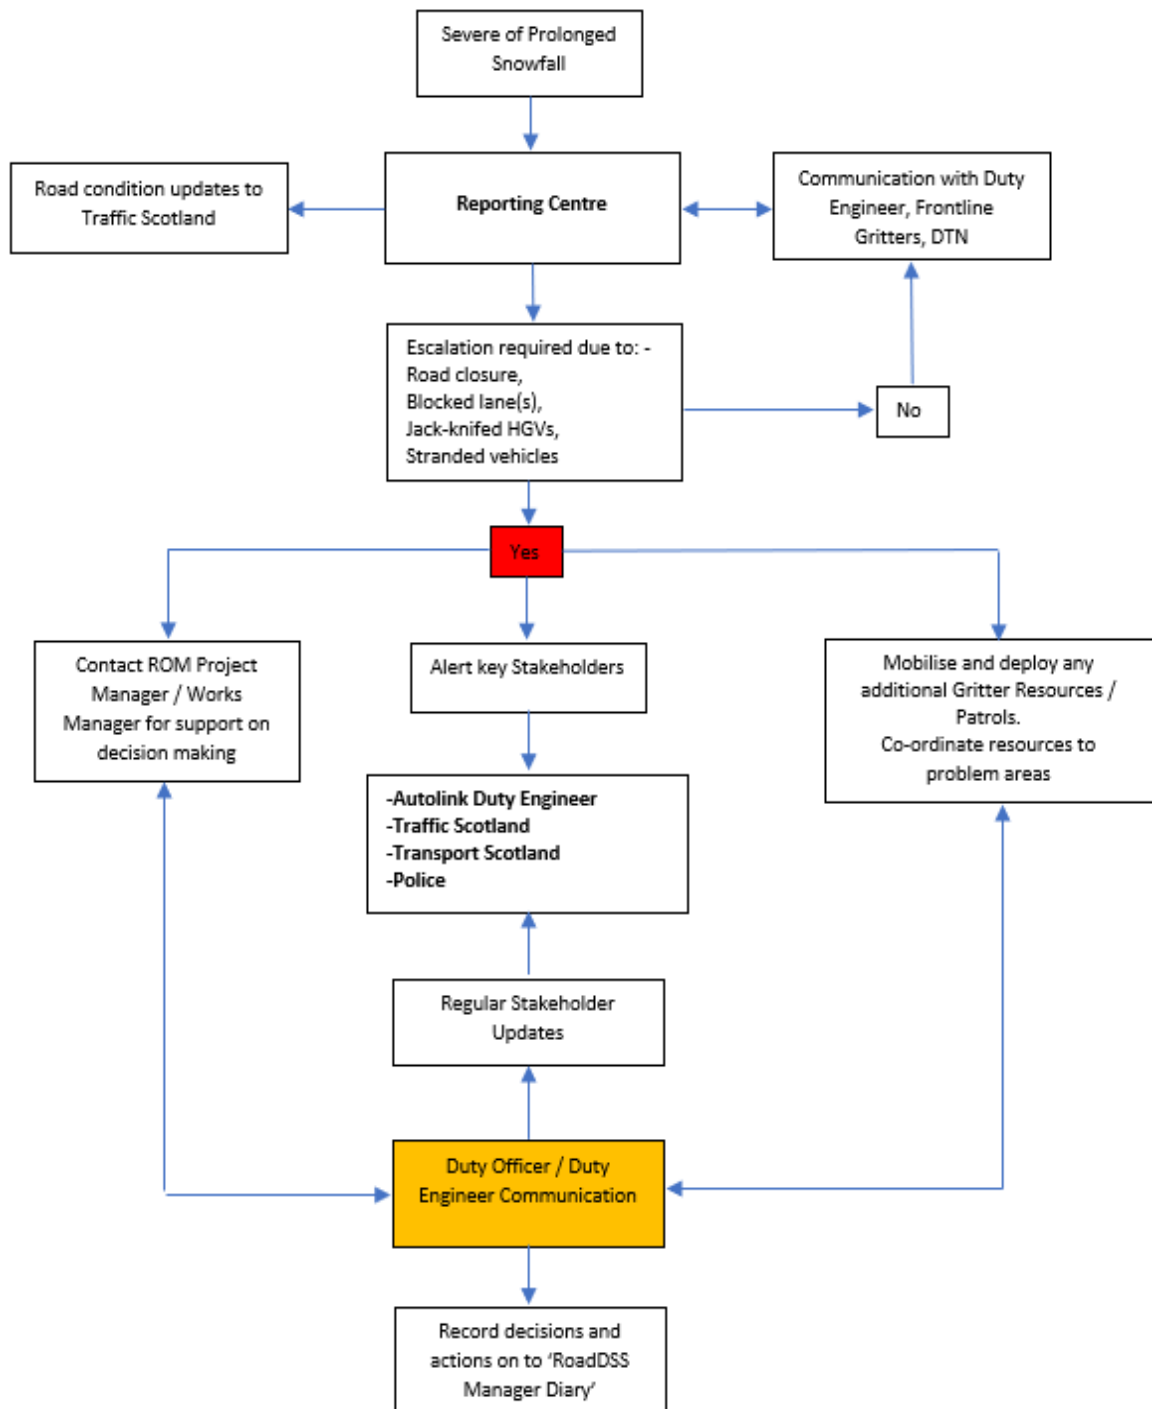 Severe of Prolonged
Snowfall
Road condition updates to
Traffic Scotland
Reporting Centre
Communication with Duty
Engineer, Frontline
Gritters, DTN
Escalation required due to: -
Road closure,
Blocked lane(s),
Jack-knifed HGVs,
Stranded vehicles
No
Yes
Contact ROM Project
Manager / Works
Manager for support on
decision making
Alert key Stakeholders
Mobilise and deploy any
additional Gritter Resources /
Patrols.
Co-ordinate resources to
problem areas
-Autolink Duty Engineer
-Traffic Scotland
-Transport Scotland
-Police
Regular Stakeholder
Updates
Duty Officer / Duty
Engineer Communication
Record decisions and
actions on to ‘RoadDSS
Manager Diary’